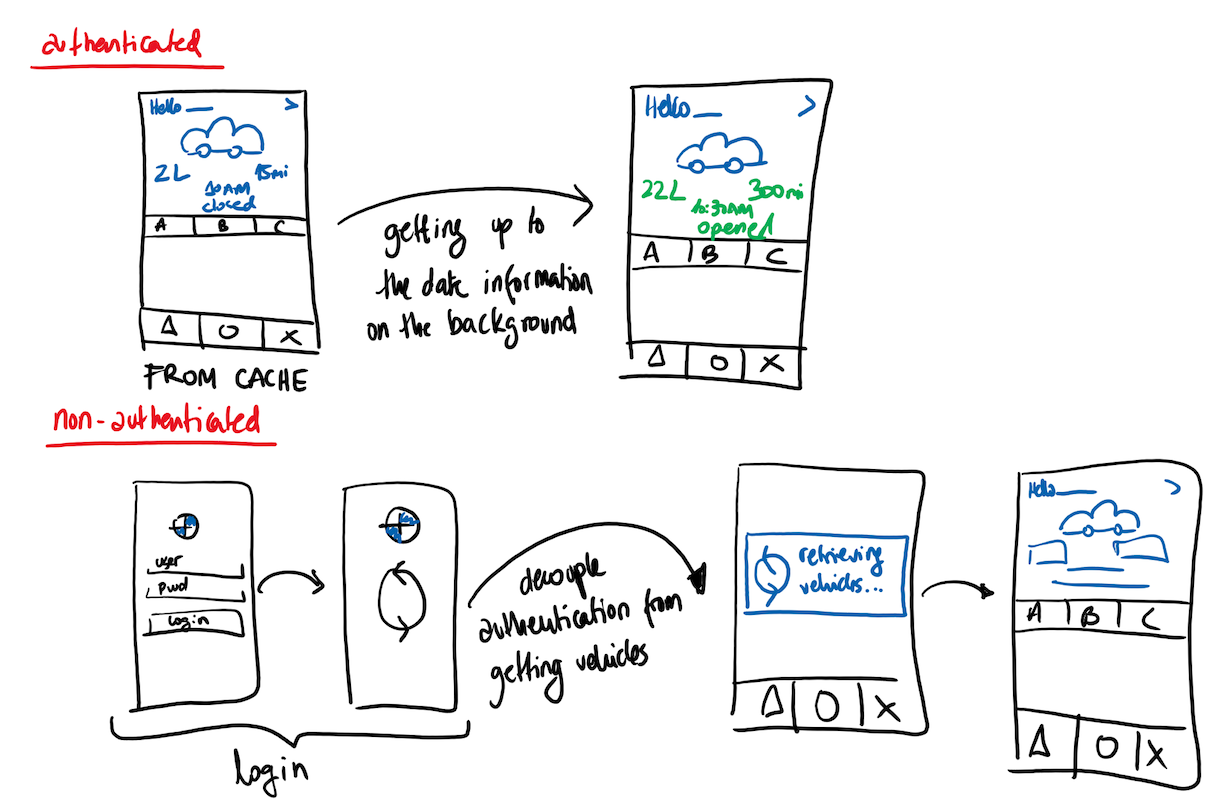 authenticated
Hello __ >
2L 15mi
10AM
closed
A B C
Δ O X
FROM CACHE
getting up to
the date information
on the background
Hello __ >
22L 300mi
10:30AM
opened
A B C
Δ O X
non-authenticated
user
Pwd
Login
login
decouple
authentication from
getting vehicles
retrieving
vehicles...
Δ O X
Hello ___ >
A B C
Δ O X